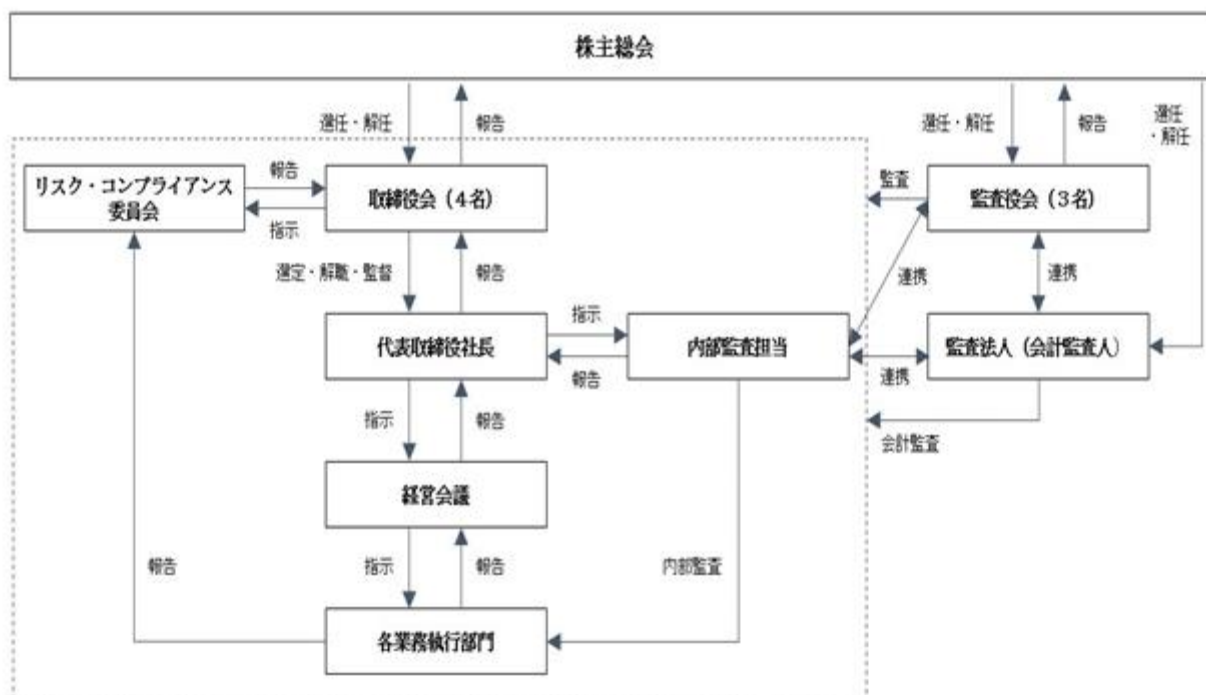 株主総会
選任・解任
報告
選任・解任
報告
選任
・解任
リスク・コンプライアンス
委員会
報告
指示
取締役会（4名）
監査
監査役会（3名）
選定・解職・監督
報告
連携
連携
代表取締役社長
指示
報告
内部監査担当
連携
監査法人（会計監査人）
指示
報告
会計監査
経営会議
報告
指示
報告
内部監査
各業務執行部門